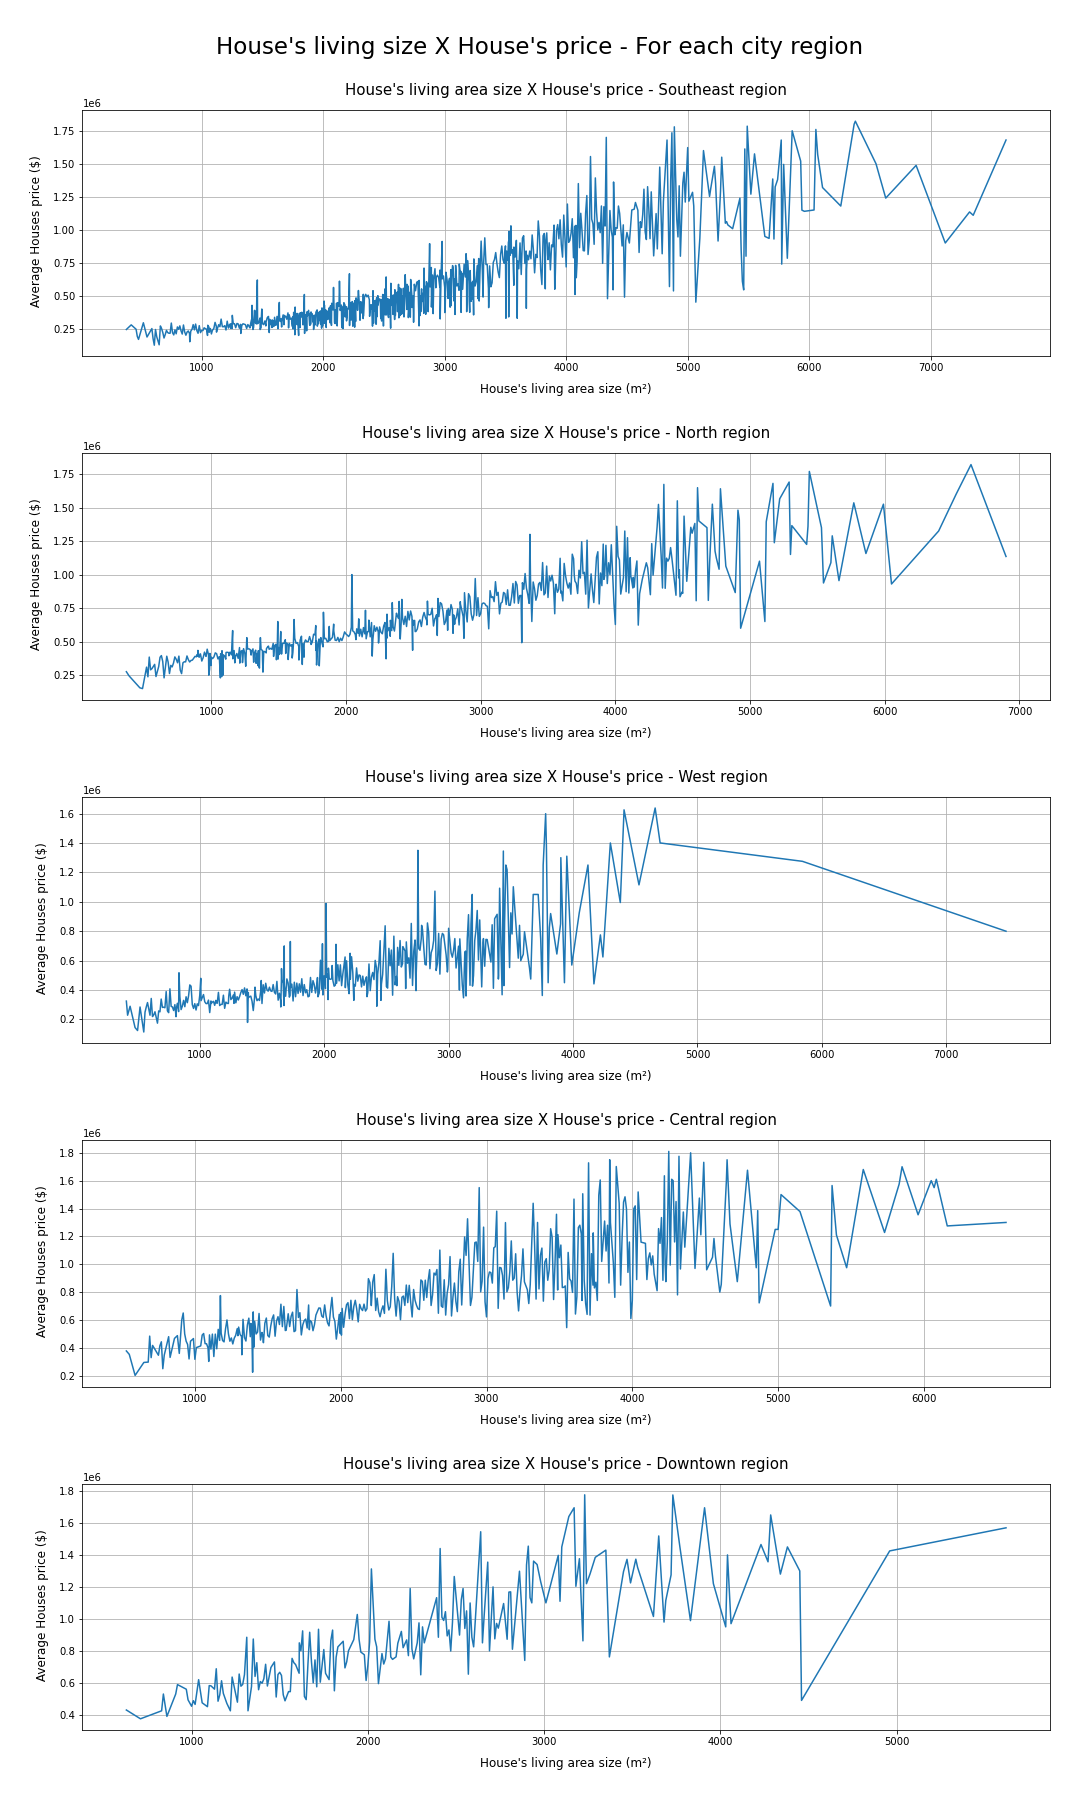 House's living size X House's price - For each city region
House's living area size X House's price - Southeast region
1e6
1.75
1.50
1.25
1.00
0.75
0.50
0.25
Average Houses price ($)
1000 2000 3000 4000 5000 6000 7000
House's living area size (m²)
House's living area size X House's price - North region
1e6
1.75
1.50
1.25
1.00
0.75
0.50
0.25
Average Houses price ($)
1000 2000 3000 4000 5000 6000 7000
House's living area size (m²)
House's living area size X House's price - West region
1e6
1.6
1.4
1.2
1.0
0.8
0.6
0.4
0.2
Average Houses price ($)
1000 2000 3000 4000 5000 6000 7000
House's living area size (m²)
House's living area size X House's price - Central region
1e6
1.8
1.6
1.4
1.2
1.0
0.8
0.6
0.4
0.2
Average Houses price ($)
1000 2000 3000 4000 5000 6000
House's living area size (m²)
House's living area size X House's price - Downtown region
1e6
1.8
1.6
1.4
1.2
1.0
0.8
0.6
0.4
Average Houses price ($)
1000 2000 3000 4000 5000
House's living area size (m²)